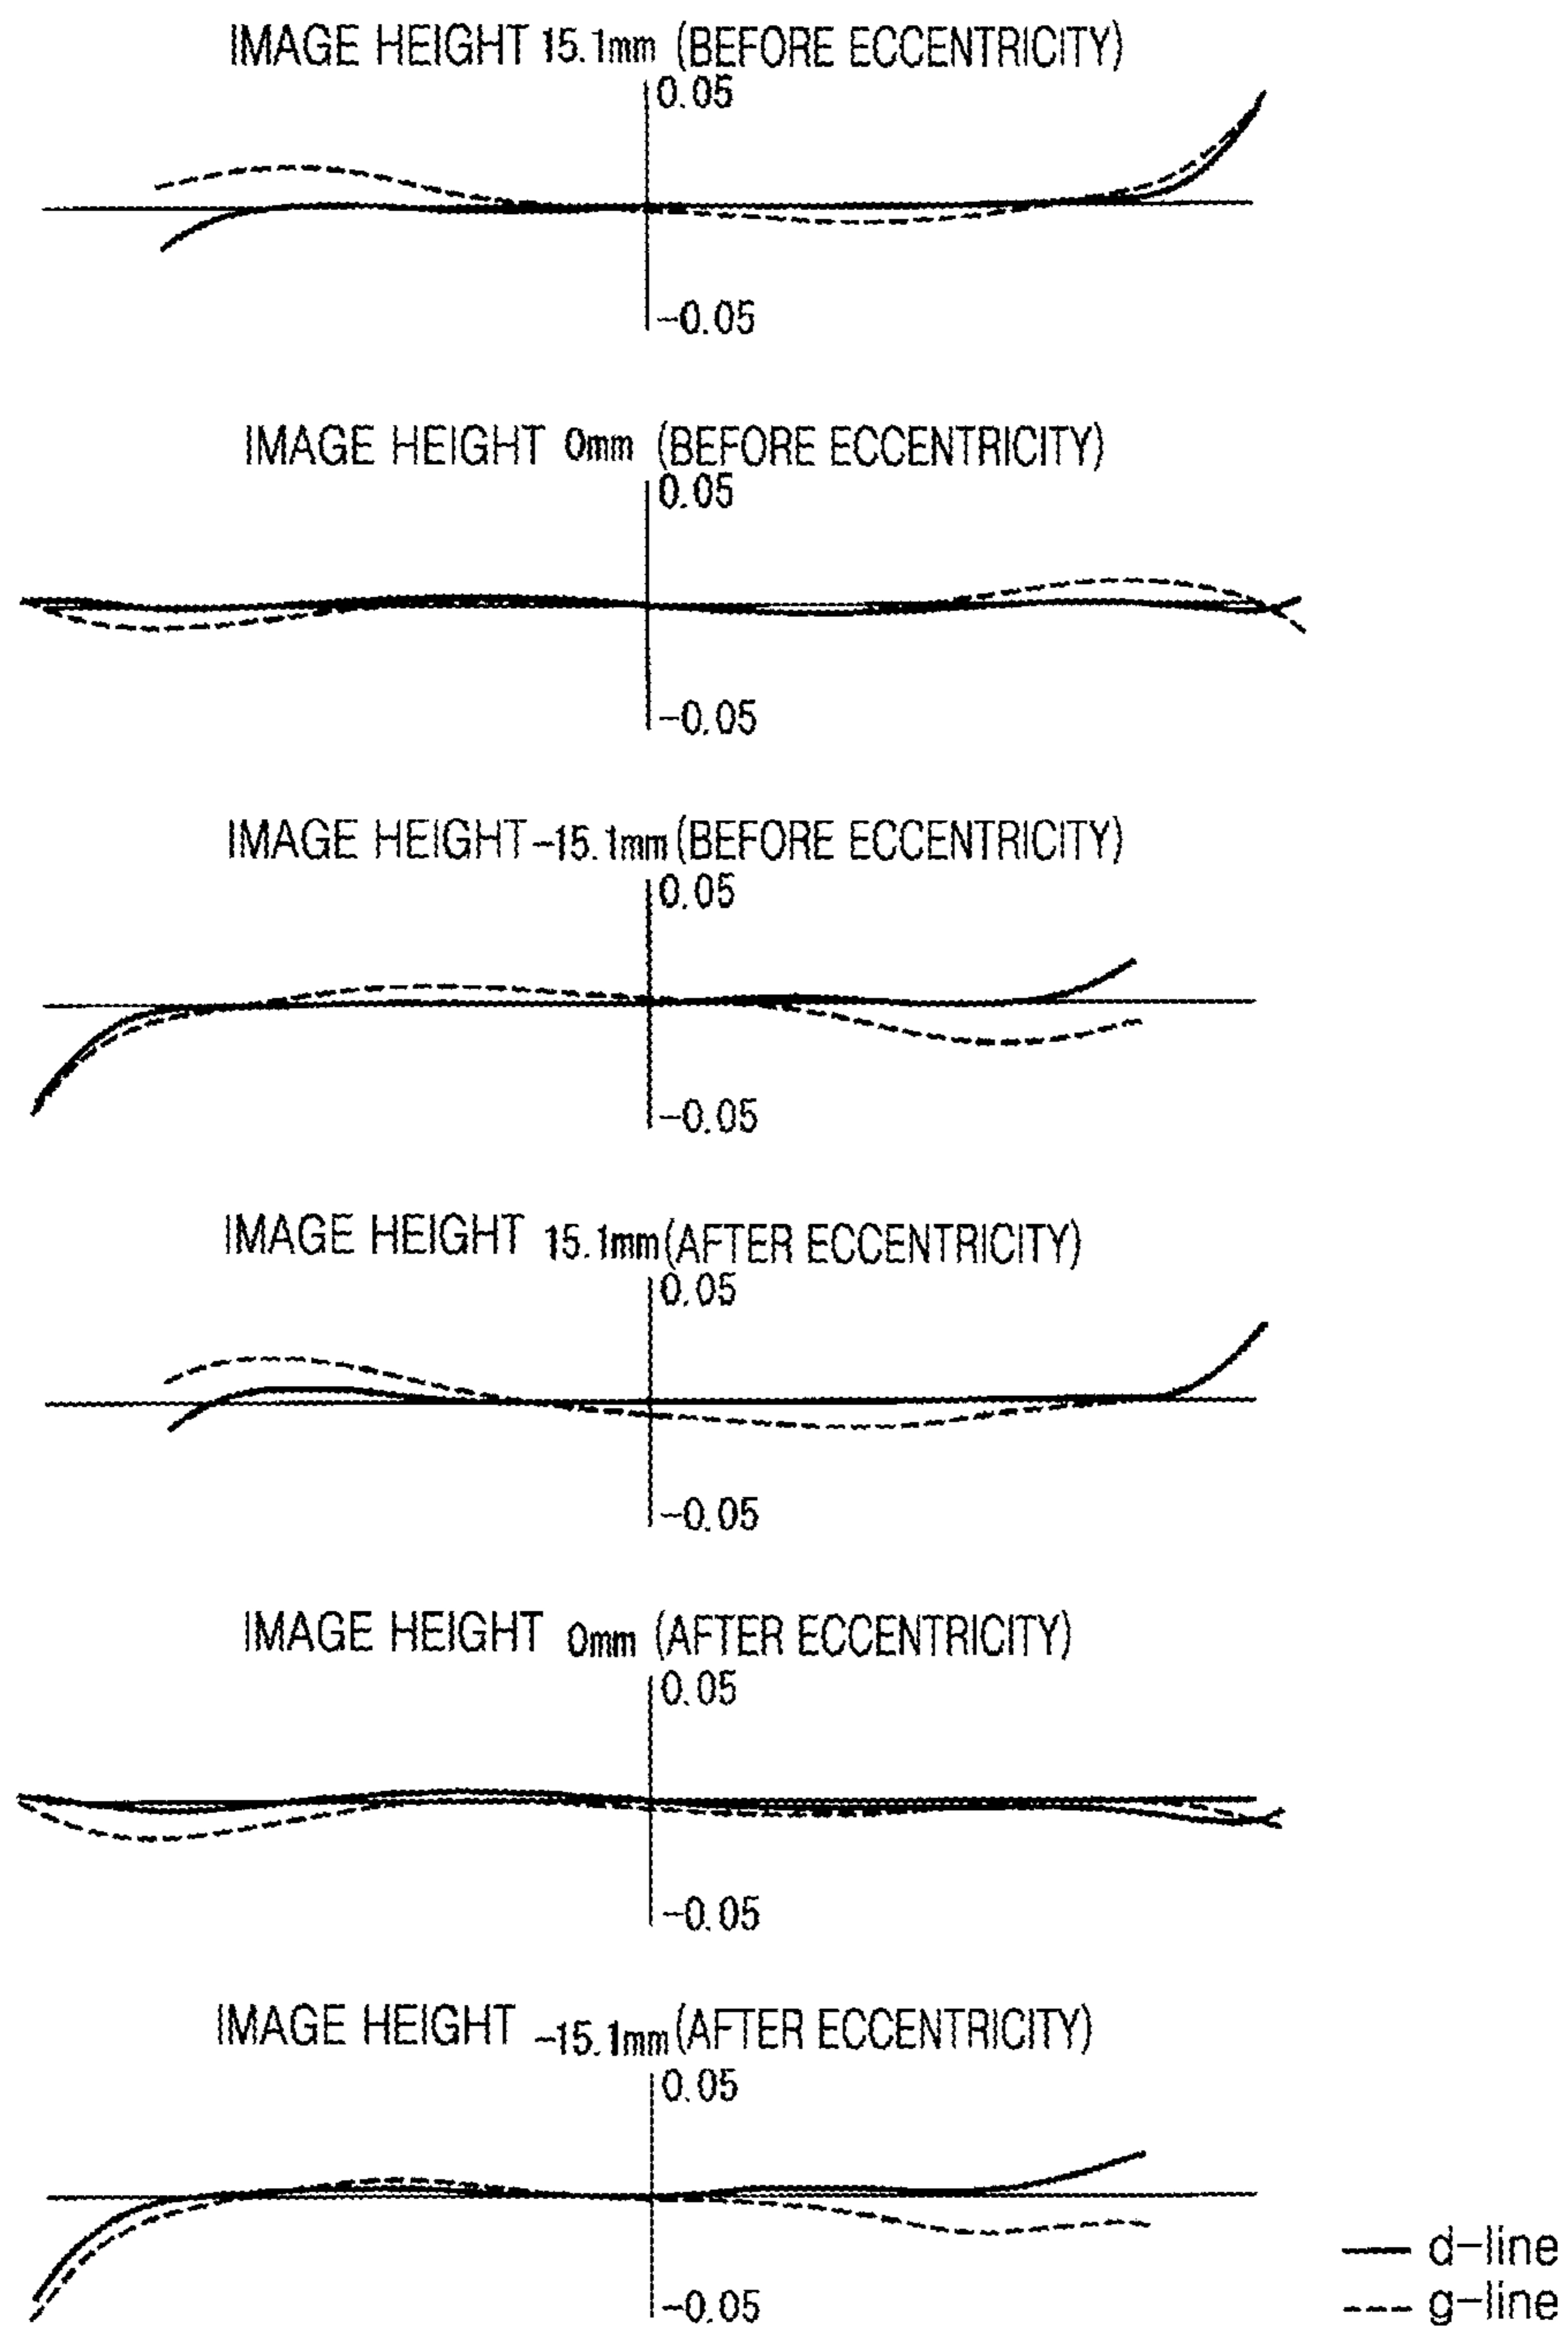 IMAGE HEIGHT 15.1mm (BEFORE ECCENTRICITY)
0.05
-0.05
IMAGE HEIGHT 0mm (BEFORE ECCENTRICITY)
0.05
-0.05
IMAGE HEIGHT -15.1mm (BEFORE ECCENTRICITY)
0.05
-0.05
IMAGE HEIGHT 15.1mm (AFTER ECCENTRICITY)
0.05
-0.05
IMAGE HEIGHT 0mm (AFTER ECCENTRICITY)
0.05
-0.05
IMAGE HEIGHT -15.1mm (AFTER ECCENTRICITY)
0.05
-0.05
d-line
g-line